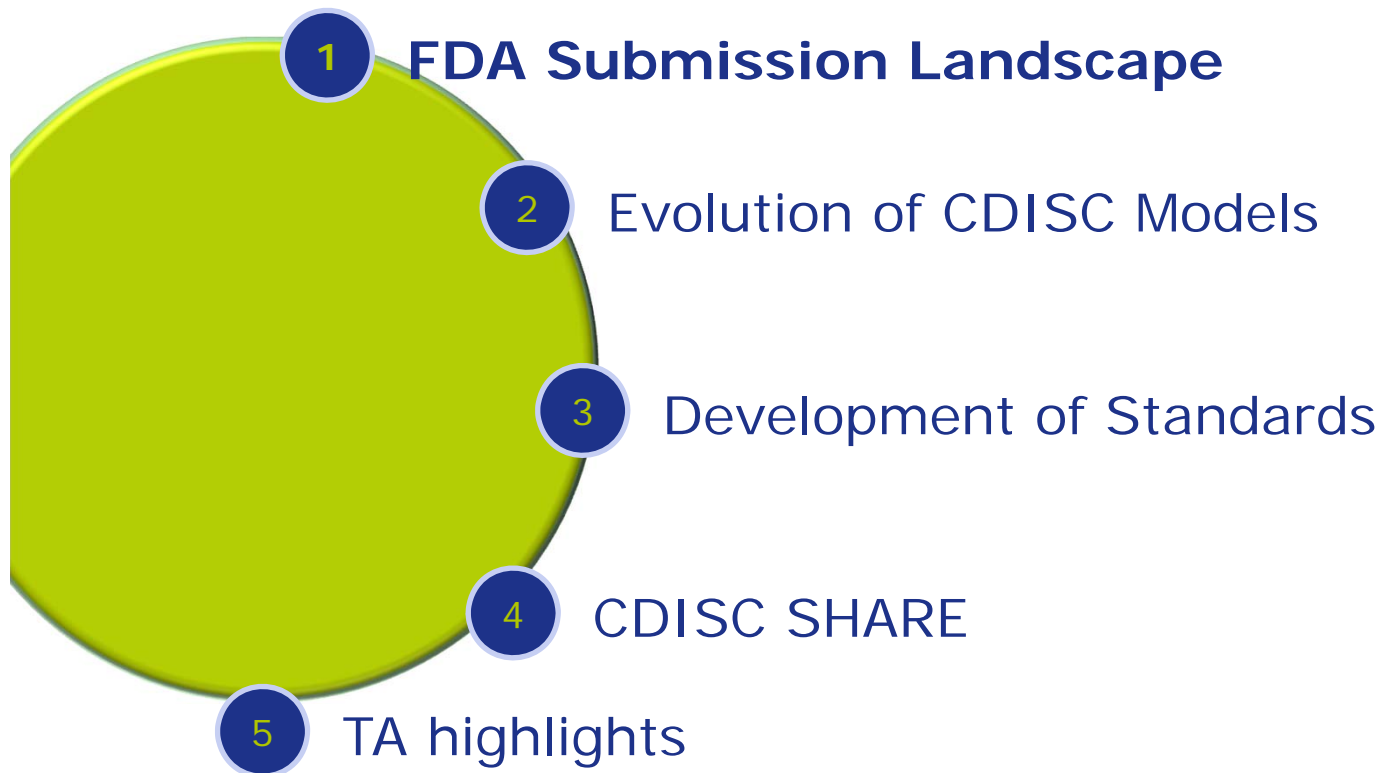 1 FDA Submission Landscape
2 Evolution of CDISC Models
3 Development of Standards
4 CDISC SHARE
5 TA highlights